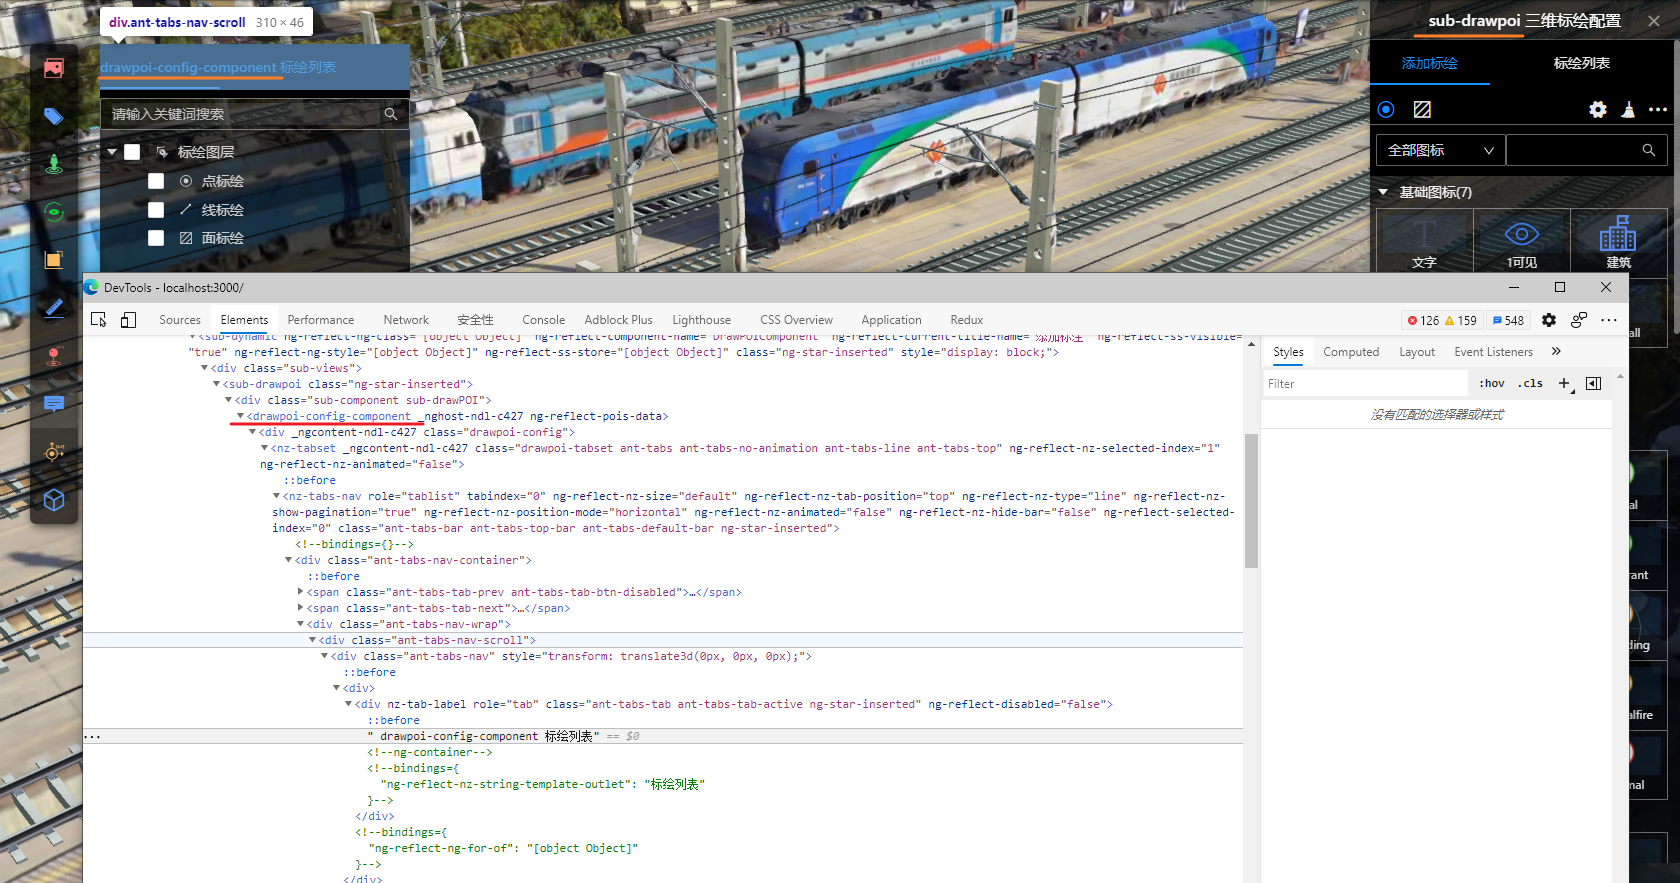 div.ant-tabs-nav-scroll 310 × 46
drawpoi-config-component 标绘列表
请输入关键词搜索
标绘图层
点标绘
线标绘
面标绘
sub-drawpoi 三维标绘配置
添加标绘 标绘列表
全部图标
基础图标(7)
文字 1可见 建筑
DevTools - localhost:3000/
Sources Elements Performance Network 安全性 Console Adblock Plus Lighthouse CSS Overview Application Redux 126 159 548
<sub-dynamic ng-reflect-ng-class="[object Object]" ng-reflect-component-name="DrawPOIComponent" ng-reflect-current-title-name="添加标注" ng-reflect-ss-visible=
"true" ng-reflect-ng-style="[object Object]" ng-reflect-ss-store="[object Object]" class="ng-star-inserted" style="display: block;">
<div class="sub-views">
<sub-drawpoi class="ng-star-inserted">
<div class="sub-component sub-drawPOI">
<drawpoi-config-component _nghost-ndl-c427 ng-reflect-pois-data>
<div _ngcontent-ndl-c427 class="drawpoi-config">
<nz-tabset _ngcontent-ndl-c427 class="drawpoi-tabset ant-tabs ant-tabs-no-animation ant-tabs-line ant-tabs-top" ng-reflect-nz-selected-index="1"
ng-reflect-nz-animated="false">
::before
<nz-tabs-nav role="tablist" tabindex="0" ng-reflect-nz-size="default" ng-reflect-nz-tab-position="top" ng-reflect-nz-type="line" ng-reflect-nz-
show-pagination="true" ng-reflect-nz-position-mode="horizontal" ng-reflect-nz-animated="false" ng-reflect-nz-hide-bar="false" ng-reflect-selected-
index="0" class="ant-tabs-bar ant-tabs-top-bar ant-tabs-default-bar ng-star-inserted">
<!--bindings={}-->
<div class="ant-tabs-nav-container">
::before
<span class="ant-tabs-tab-prev ant-tabs-tab-btn-disabled">…</span>
<span class="ant-tabs-tab-next">…</span>
<div class="ant-tabs-nav-wrap">
<div class="ant-tabs-nav-scroll">
<div class="ant-tabs-nav" style="transform: translate3d(0px, 0px, 0px);">
::before
<div>
<div nz-tab-label role="tab" class="ant-tabs-tab ant-tabs-tab-active ng-star-inserted" ng-reflect-disabled="false">
::before
" drawpoi-config-component 标绘列表" == $0
<!--ng-container-->
<!--bindings={
"ng-reflect-nz-string-template-outlet": "标绘列表"
}-->
</div>
<!--bindings={
"ng-reflect-ng-for-of": "[object Object]"
}-->
</div>
Styles Computed Layout Event Listeners
Filter :hov .cls
没有匹配的选择器或样式
all
al
rant
ding
alfire
nal